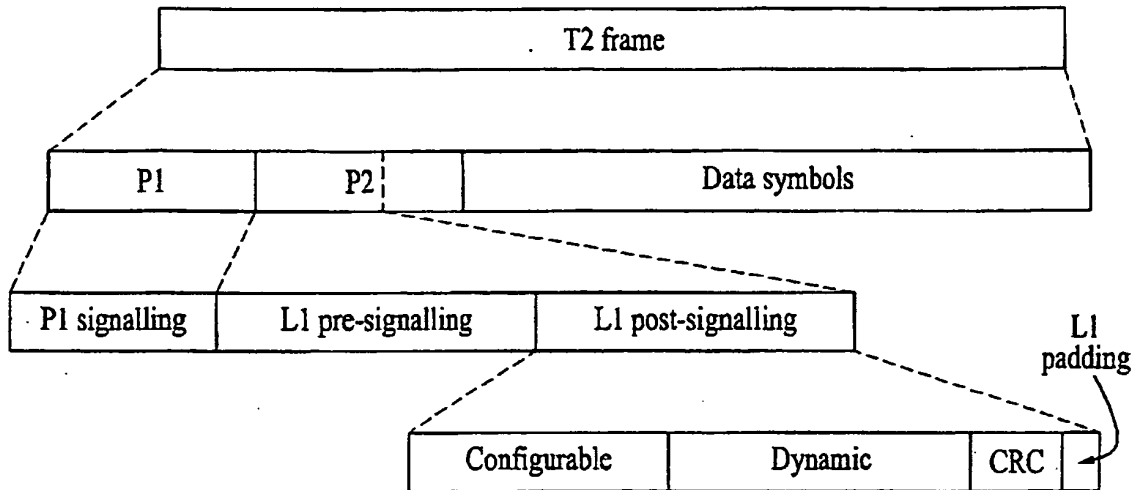 T2 frame
P1
P2
Data symbols
P1 signalling
L1 pre-signalling
L1 post-signalling
L1
padding
Configurable
Dynamic
CRC